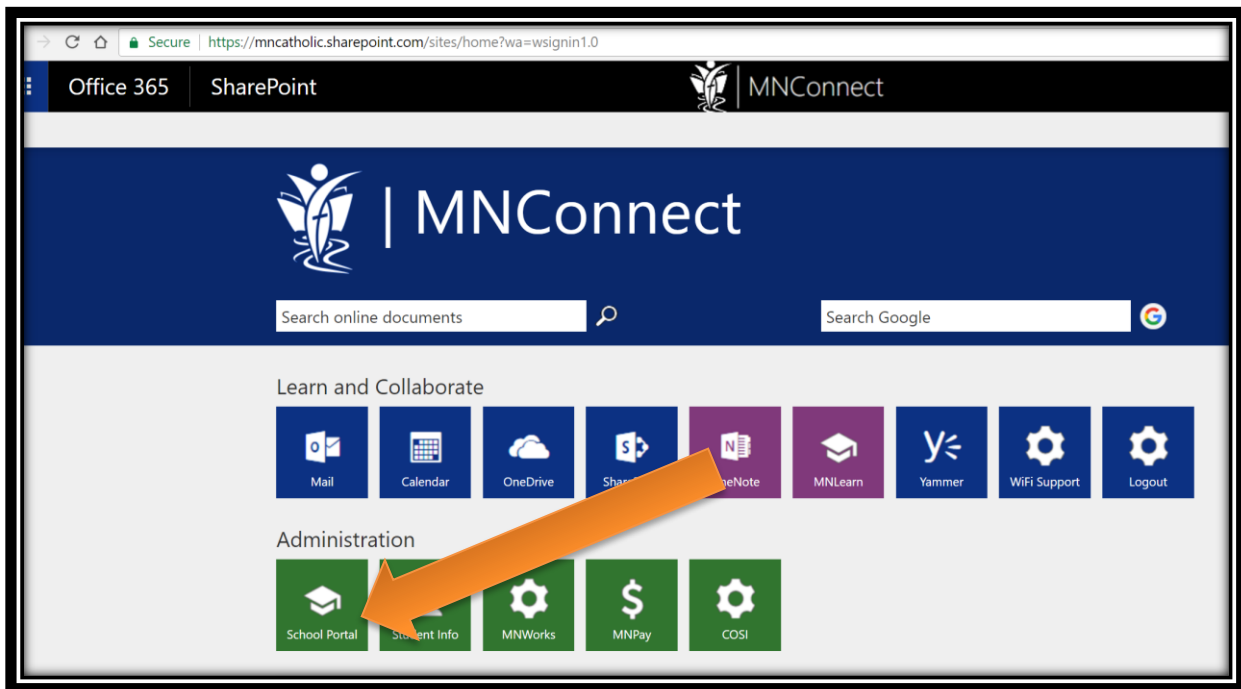 Secure | https://mncatholic.sharepoint.com/sites/home?wa=wsignin1.0
Office 365 SharePoint MNConnect
| MNConnect
Search online documents Search Google
Learn and Collaborate
Mail Calendar OneDrive MNLearn Yammer WiFi Support Logout
Administration
School Portal Info MNWorks MNPay COSI